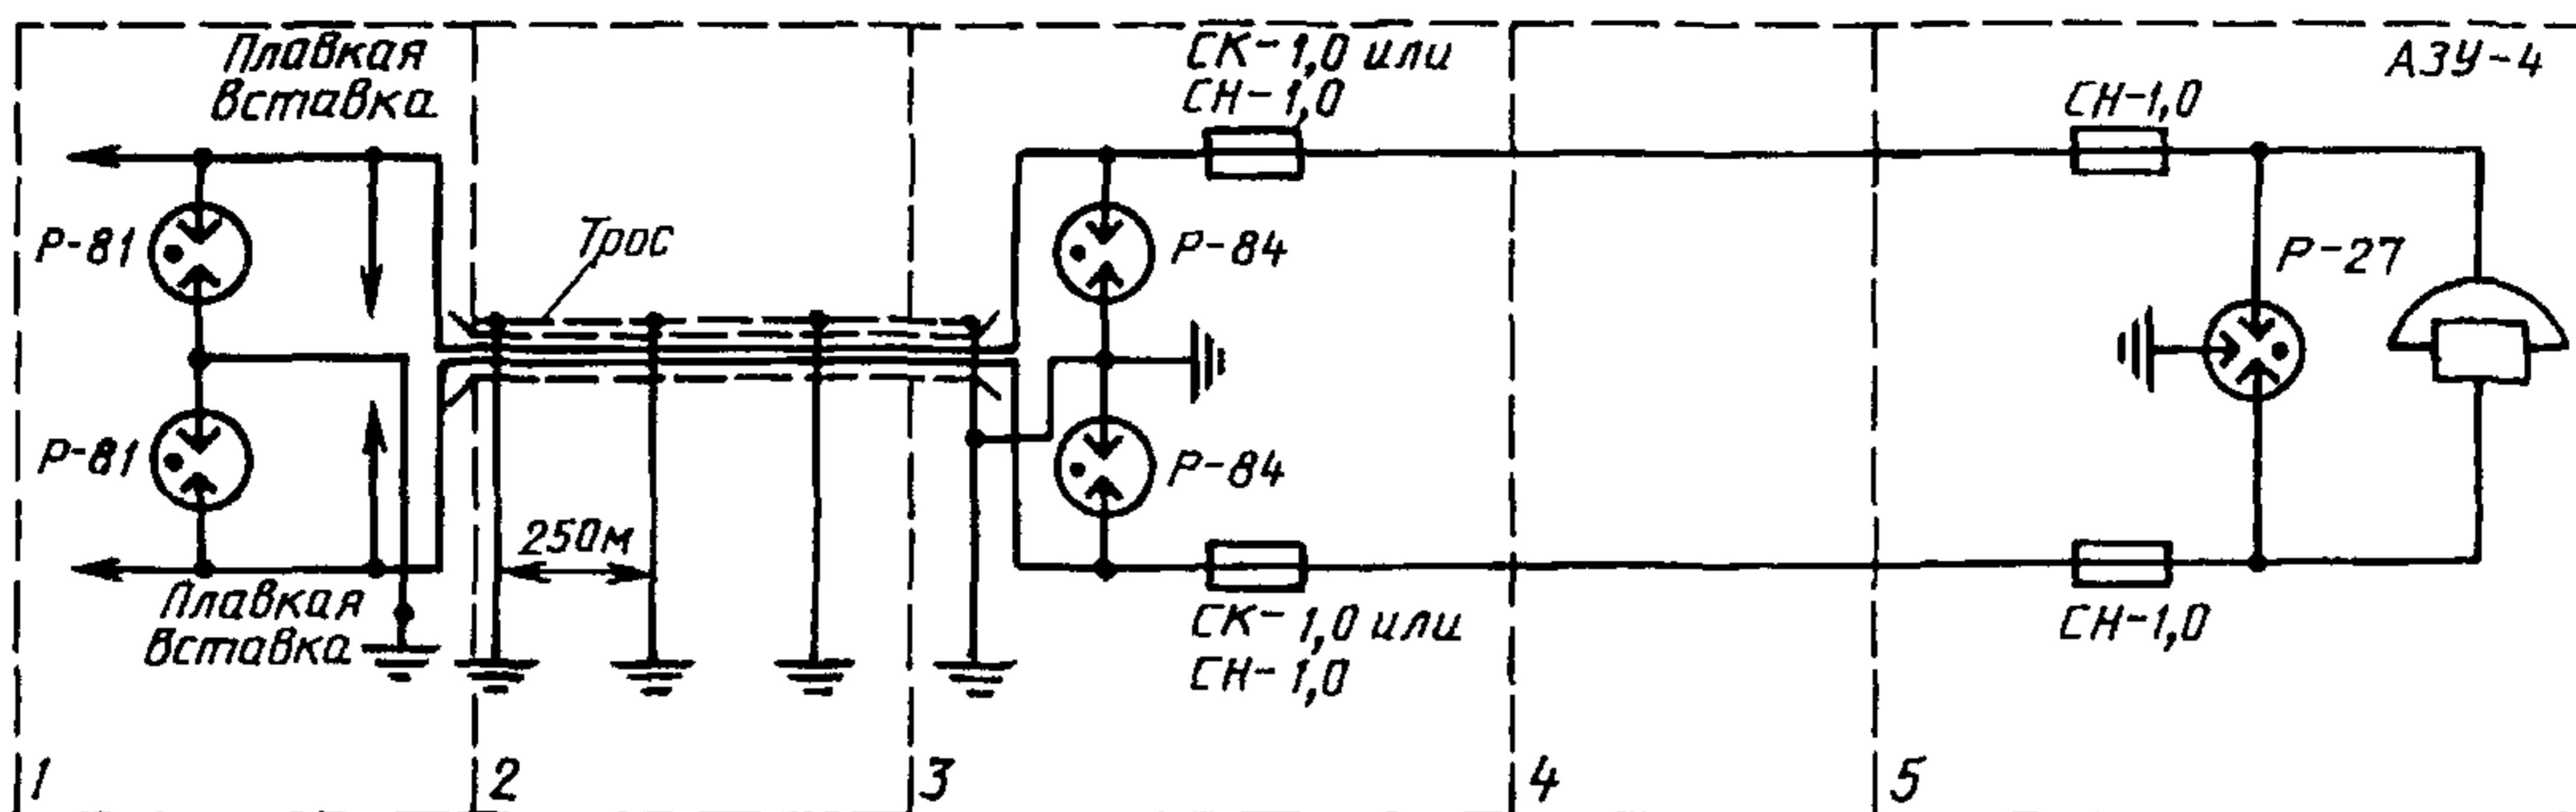 Плавкая
вставка
СК-1,0 или
СН-1,0
АЗУ-4
СН-1,0
Р-81
Трос
Р-84
Р-27
Р-81
Р-84
250м
Плавкая
вставка
СК-1,0 или
СН-1,0
СН-1,0
1
2
3
4
5